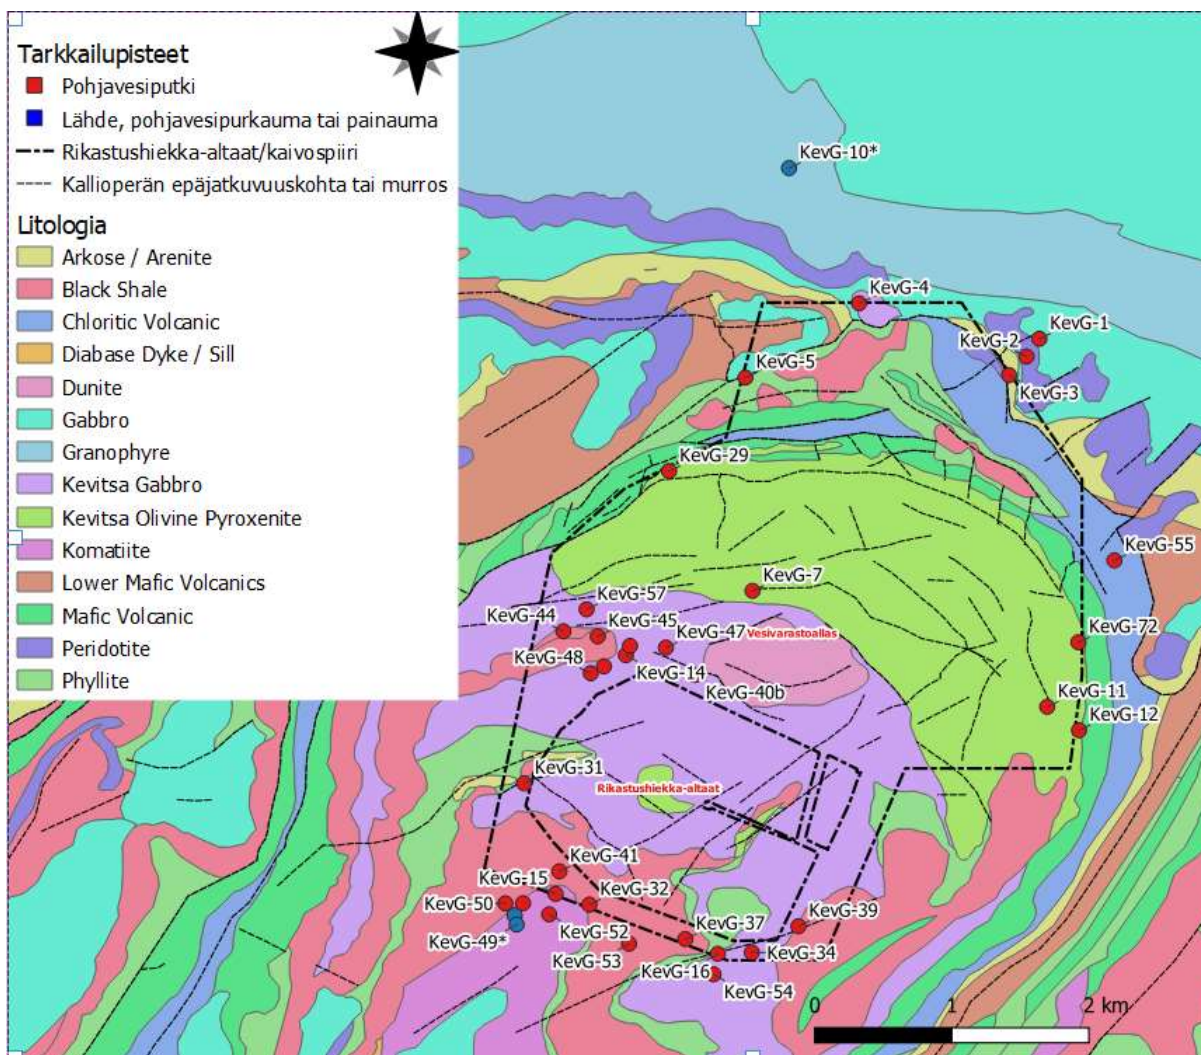 Tarkkailupisteet
Pohjavesiputki
Lähde, pohjavesipurkauma tai painauma
Rikastushiekka-altaat/kaivospiiri
Kallioperän epäjatkuvuuskohta tai murros
Litologia
Arkose / Arenite
Black Shale
Chloritic Volcanic
Diabase Dyke / Sill
Dunite
Gabbro
Granophyre
Kevitsa Gabbro
Kevitsa Olivine Pyroxenite
Komatiite
Lower Mafic Volcanics
Mafic Volcanic
Peridotite
Phyllite
KevG-10*
KevG-4
KevG-1
KevG-2
KevG-5
KevG-3
KevG-29
KevG-55
KevG-7
KevG-57
KevG-44
KevG-45
KevG-47
Vesivarastoallas
KevG-72
KevG-48
KevG-14
KevG-40b
KevG-11
KevG-12
KevG-31
Rikastushiekka-altaat
KevG-41
KevG-15
KevG-32
KevG-50
KevG-37
KevG-39
KevG-49*
KevG-52
KevG-53
KevG-34
KevG-16
KevG-54
0 1 2 km